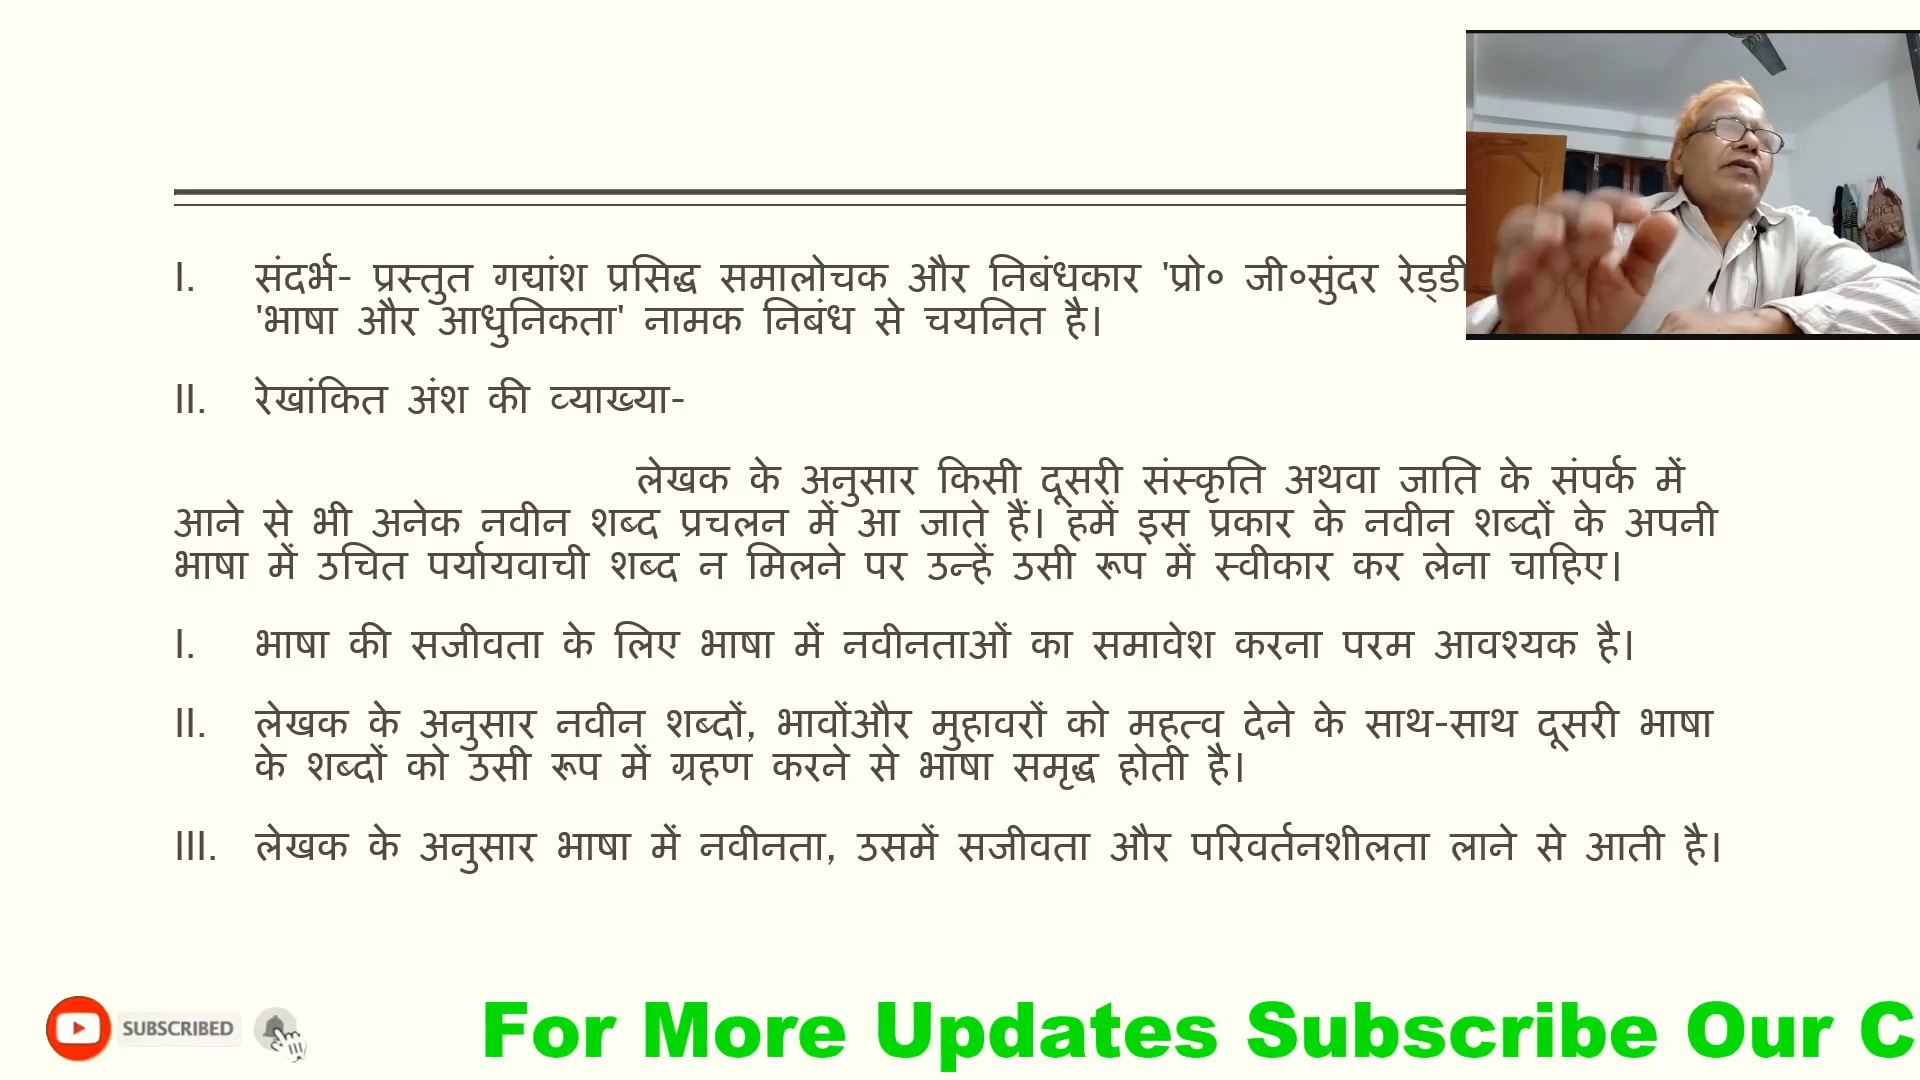 I. संदर्भ- प्रस्तुत गद्यांश प्रसिद्ध समालोचक और निबंधकार 'प्रो० जी०सुंदर रेड्डी
'भाषा और आधुनिकता' नामक निबंध से चयनित है।
II. रेखांकित अंश की व्याख्या-
लेखक के अनुसार किसी दूसरी संस्कृति अथवा जाति के संपर्क में
आने से भी अनेक नवीन शब्द प्रचलन में आ जाते हैं। हमें इस प्रकार के नवीन शब्दों के अपनी
भाषा में उचित पर्यायवाची शब्द न मिलने पर उन्हें उसी रूप में स्वीकार कर लेना चाहिए।
I. भाषा की सजीवता के लिए भाषा में नवीनताओं का समावेश करना परम आवश्यक है।
II. लेखक के अनुसार नवीन शब्दों, भावोंऔर मुहावरों को महत्व देने के साथ-साथ दूसरी भाषा
के शब्दों को उसी रूप में ग्रहण करने से भाषा समृद्ध होती है।
III. लेखक के अनुसार भाषा में नवीनता, उसमें सजीवता और परिवर्तनशीलता लाने से आती है।
SUBSCRIBED
For More Updates Subscribe Our C